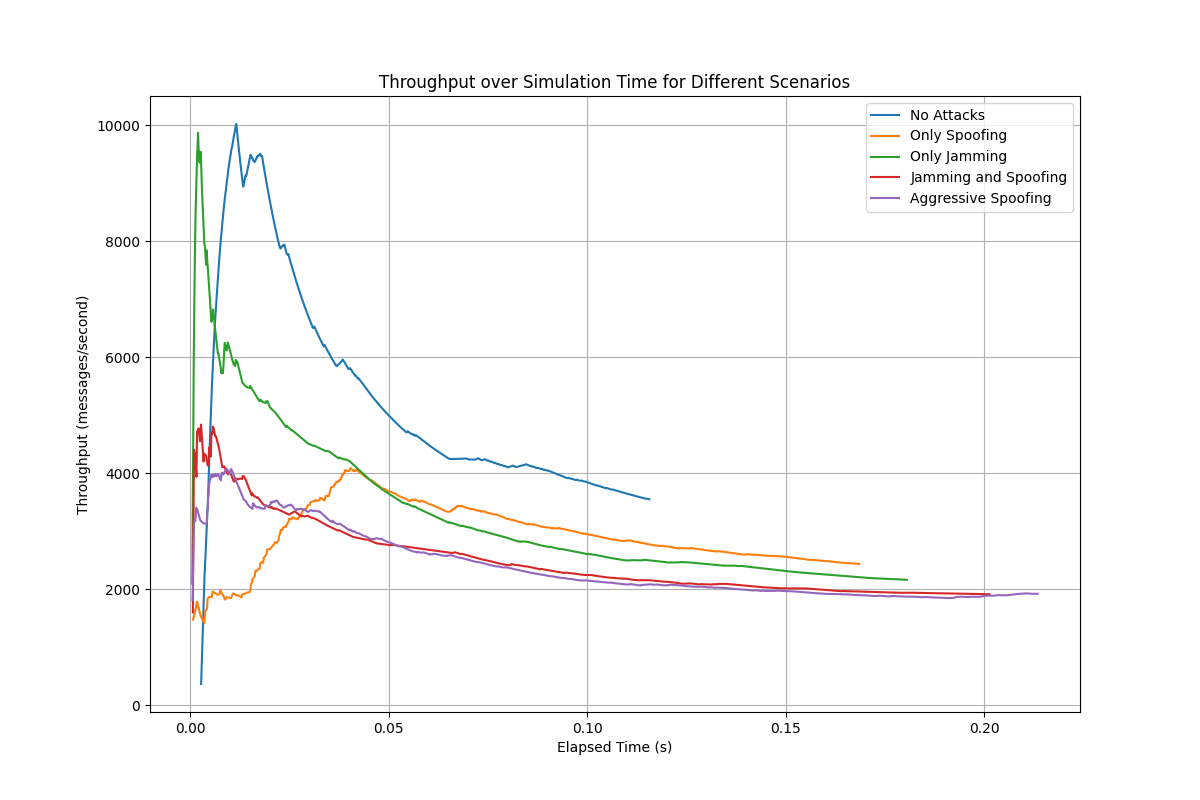 Throughput over Simulation Time for Different Scenarios
No Attacks
Only Spoofing
Only Jamming
Jamming and Spoofing
Aggressive Spoofing
Throughput (messages/second)
10000
8000
6000
4000
2000
0
0.00 0.05 0.10 0.15 0.20
Elapsed Time (s)